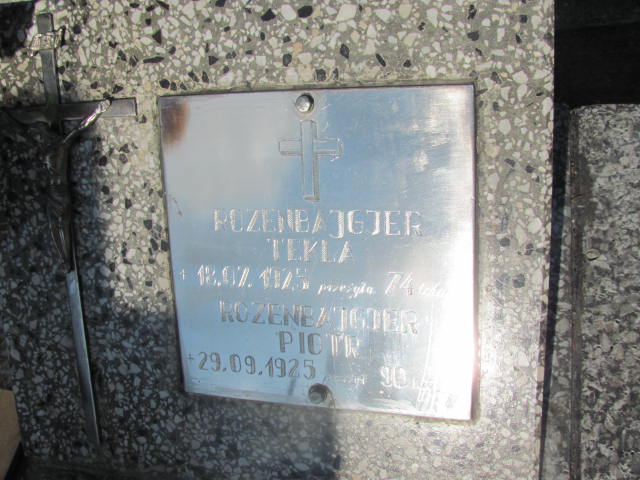 ROZENBAJGJER
TEKLA
+ 18.07.1925 przeżyła 74 lata
ROZENBAJGJER
PIOTR
+ 29.09.1925 90